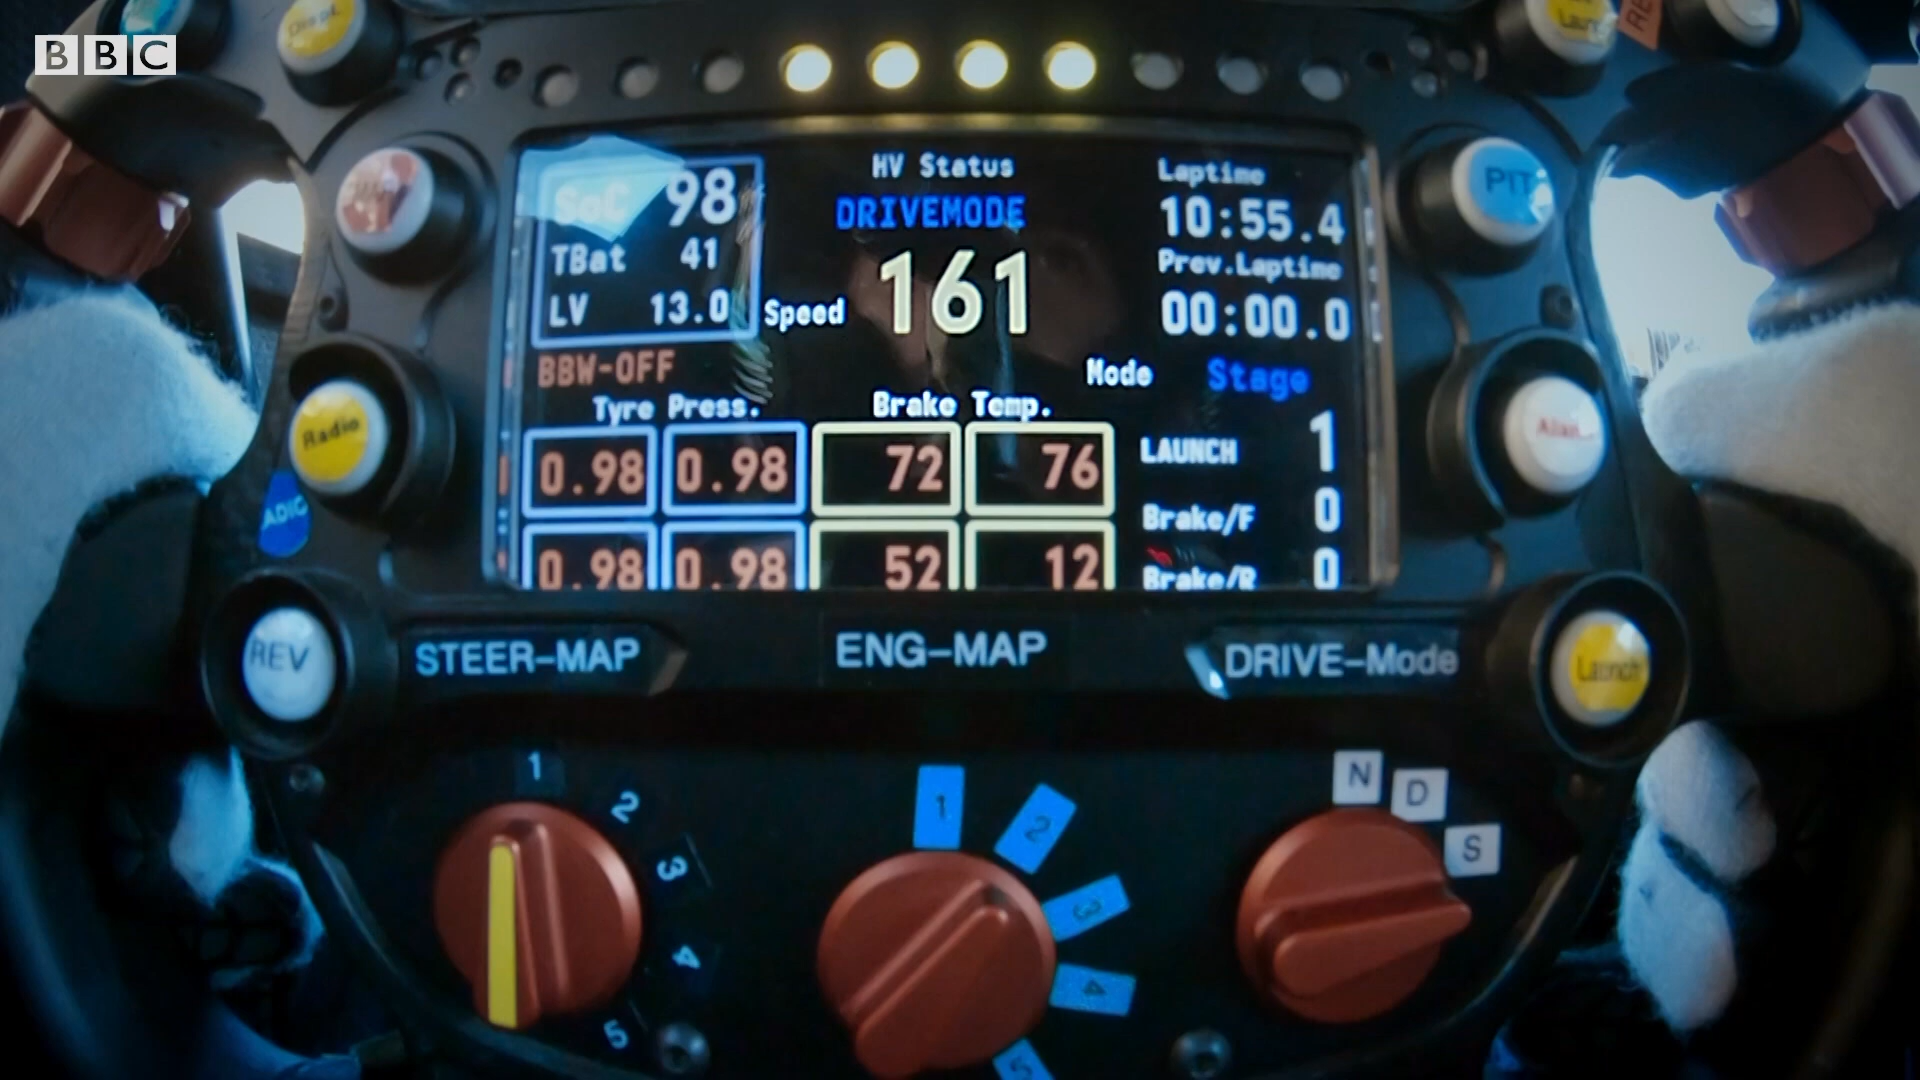 BBC
HV Status
Laptime
SoC 98
DRIVEMODE
10:55.4
PIT
TBat 41
Prev.Laptime
LV 13.0
Speed 161
00:00.0
BBW-OFF
Mode Stage
Tyre Press.
Brake Temp.
Radio
0.98 0.98 72 76
LAUNCH 1
Brake/F 0
0.98 0.98 52 12
Brake/R 0
REV
STEER-MAP
ENG-MAP
DRIVE-Mode
Launch
1
2
3
4
5
1
2
3
4
5
N
D
S